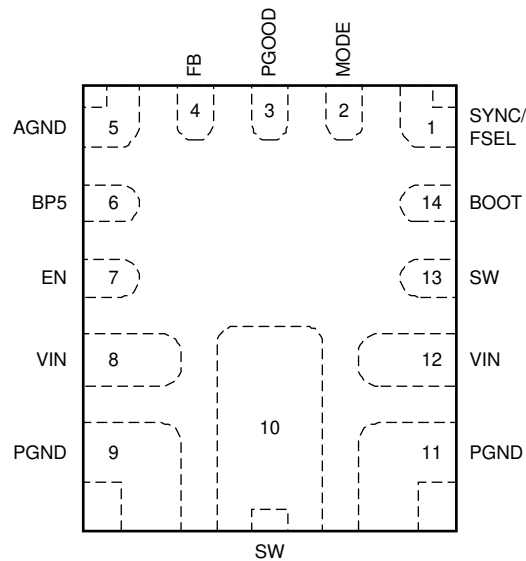 FB
PGOOD
MODE
AGND 5 4 3 2 1 SYNC/
FSEL
BP5 6 14 BOOT
EN 7 13 SW
VIN 8 12 VIN
PGND 9 10 11 PGND
SW